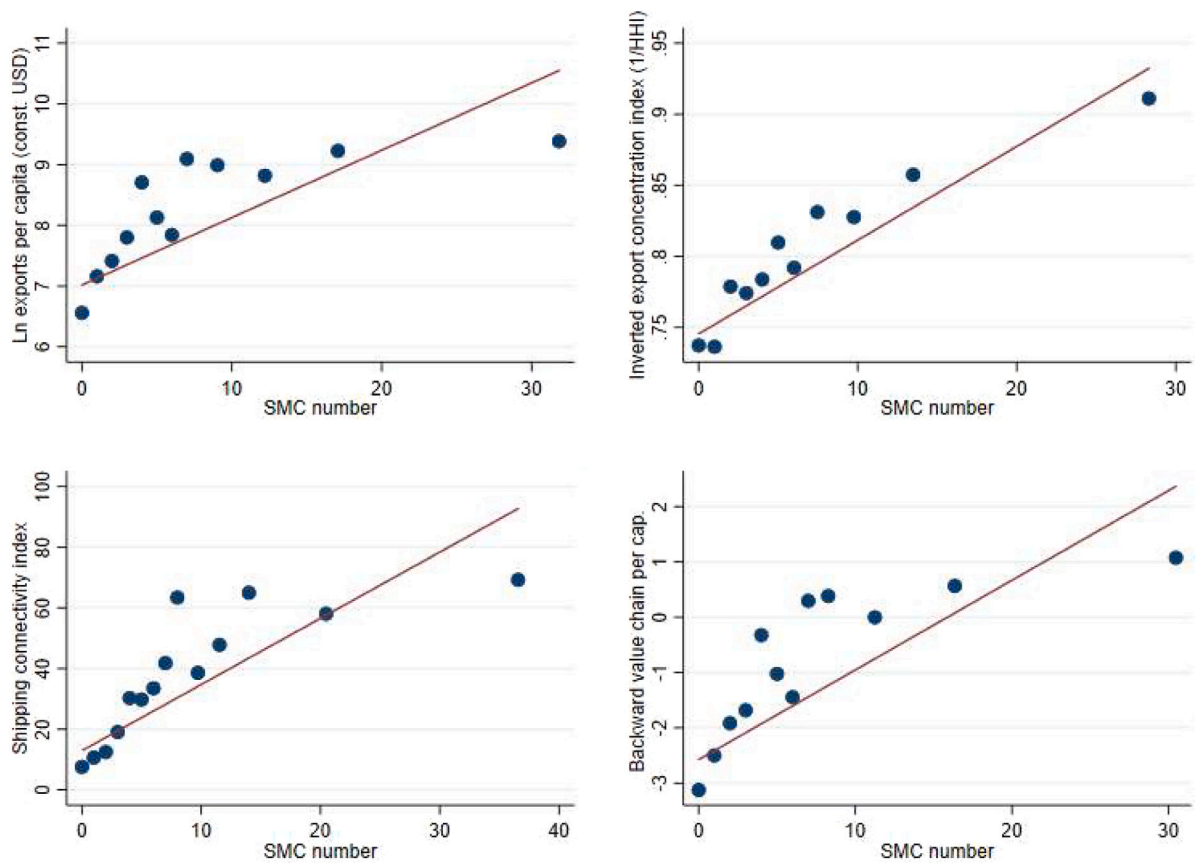 Ln exports per capita (const. USD)
11
10
9
8
7
6
0 10 20 30
SMC number
Inverted export concentration index (1/HHI)
.95
.9
.85
.8
.75
0 10 20 30
SMC number
Shipping connectivity index
100
80
60
40
20
0
0 10 20 30 40
SMC number
Backward value chain per cap.
2
1
0
-1
-2
-3
0 10 20 30
SMC number